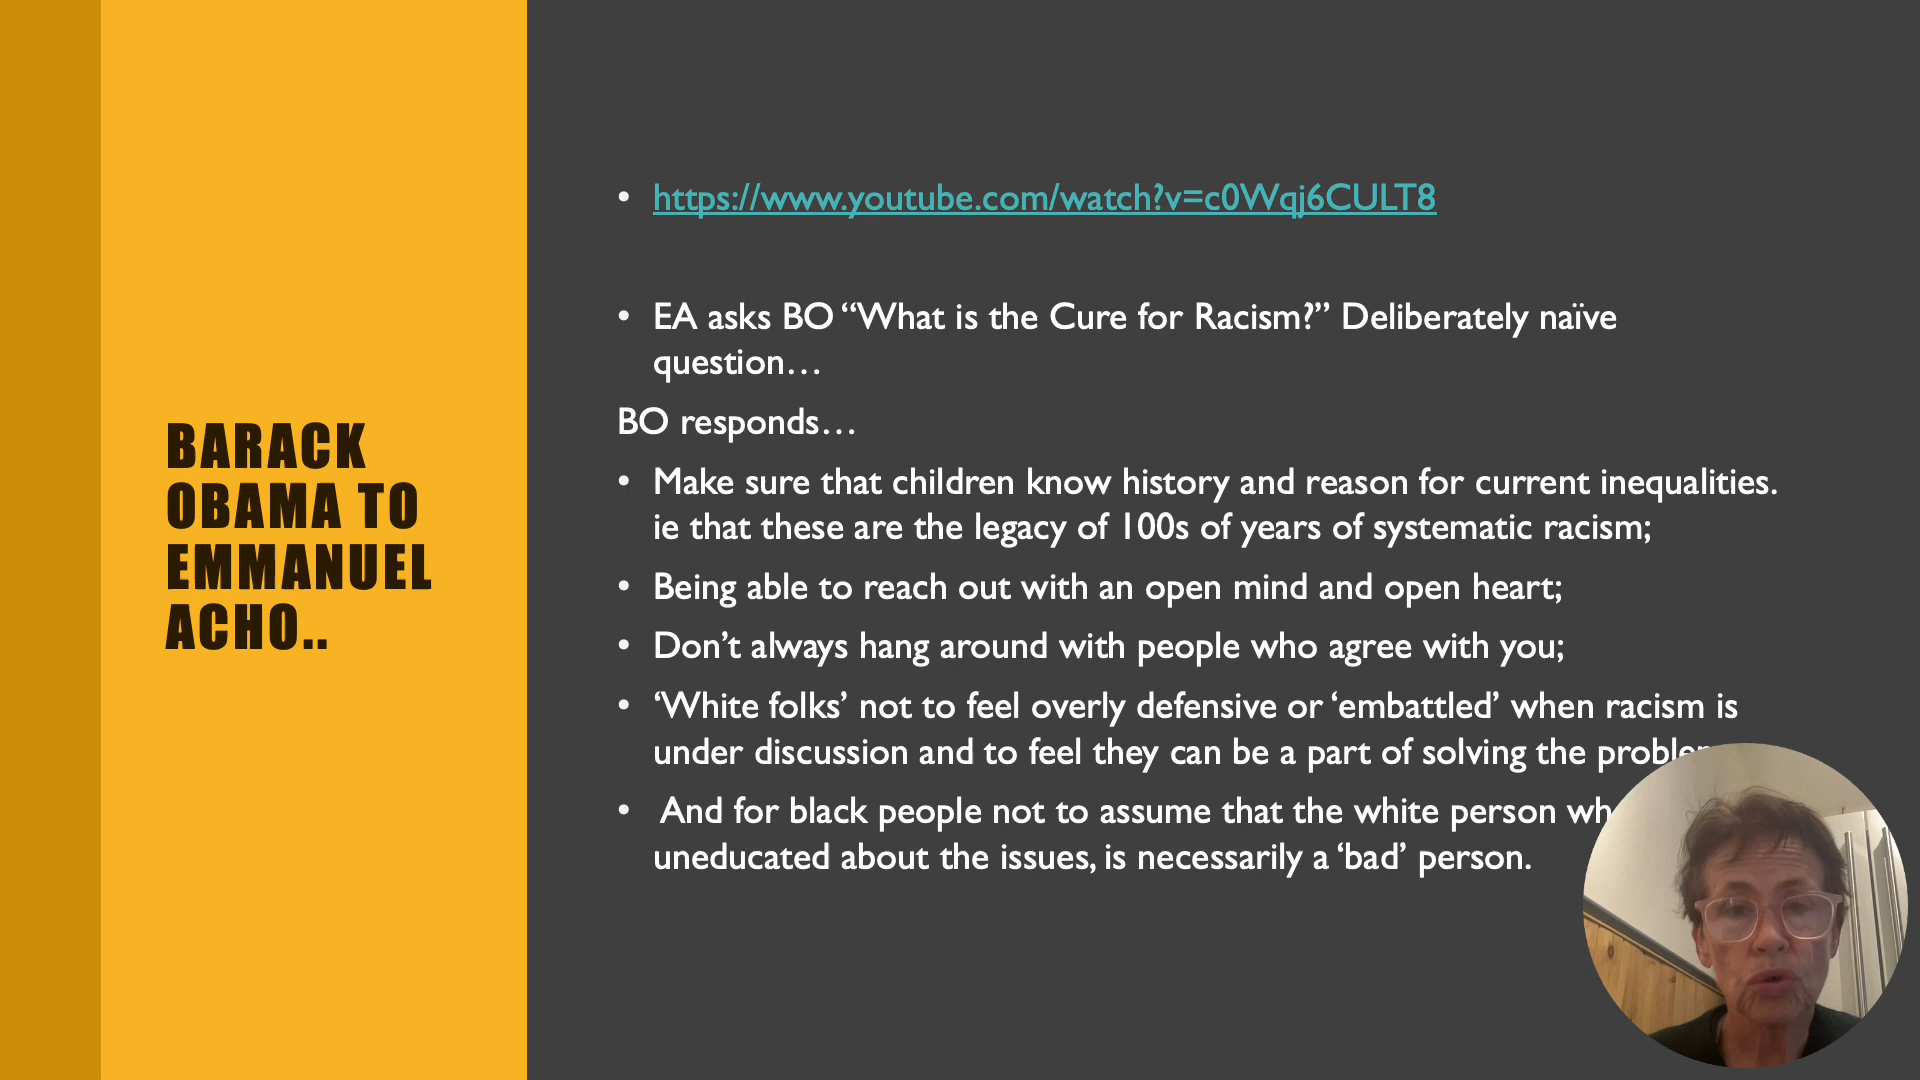 BARACK
OBAMA TO
EMMANUEL
ACHO..
• https://www.youtube.com/watch?v=c0Wqj6CULT8
• EA asks BO “What is the Cure for Racism?” Deliberately naïve
question…
BO responds…
• Make sure that children know history and reason for current inequalities.
ie that these are the legacy of 100s of years of systematic racism;
• Being able to reach out with an open mind and open heart;
• Don’t always hang around with people who agree with you;
• ‘White folks’ not to feel overly defensive or ‘embattled’ when racism is
under discussion and to feel they can be a part of solving the
• And for black people not to assume that the white person
uneducated about the issues, is necessarily a ‘bad’ person.